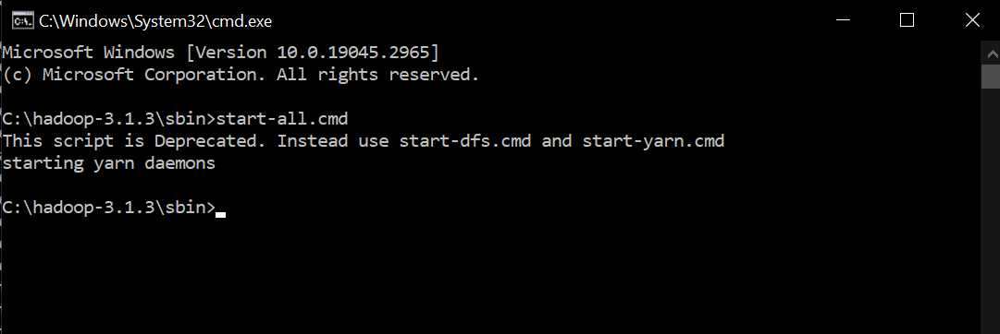 C:\Windows\System32\cmd.exe
Microsoft Windows [Version 10.0.19045.2965]
(c) Microsoft Corporation. All rights reserved.
C:\hadoop-3.1.3\sbin>start-all.cmd
This script is Deprecated. Instead use start-dfs.cmd and start-yarn.cmd
starting yarn daemons
C:\hadoop-3.1.3\sbin>